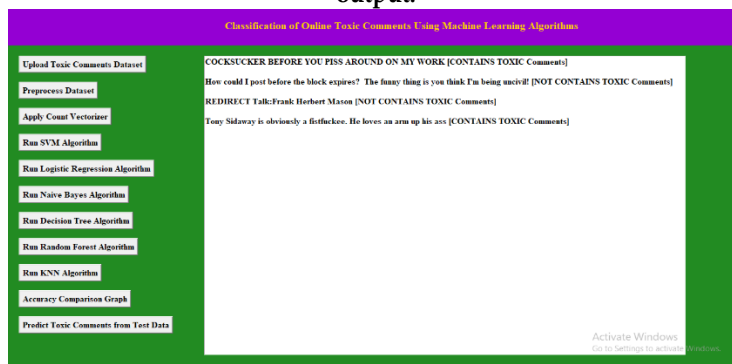 output.
Classification of Online Toxic Comments Using Machine Learning Algorithms
Upload Toxic Comments Dataset
Preprocess Dataset
Apply Count Vectorizer
Run SVM Algorithm
Run Logistic Regression Algorithm
Run Naive Bayes Algorithm
Run Decision Tree Algorithm
Run Random Forest Algorithm
Run KNN Algorithm
Accuracy Comparison Graph
Predict Toxic Comments from Test Data
COCKSUCKER BEFORE YOU PISS AROUND ON MY WORK [CONTAINS TOXIC Comments]
How could I post before the block expires?  The funny thing is you think I'm being uncivil! [NOT CONTAINS TOXIC Comments]
REDIRECT Talk:Frank Herbert Mason [NOT CONTAINS TOXIC Comments]
Tony Sidaway is obviously a fistfuckee. He loves an arm up his ass [CONTAINS TOXIC Comments]
Activate Windows
Go to Settings to activate Windows.